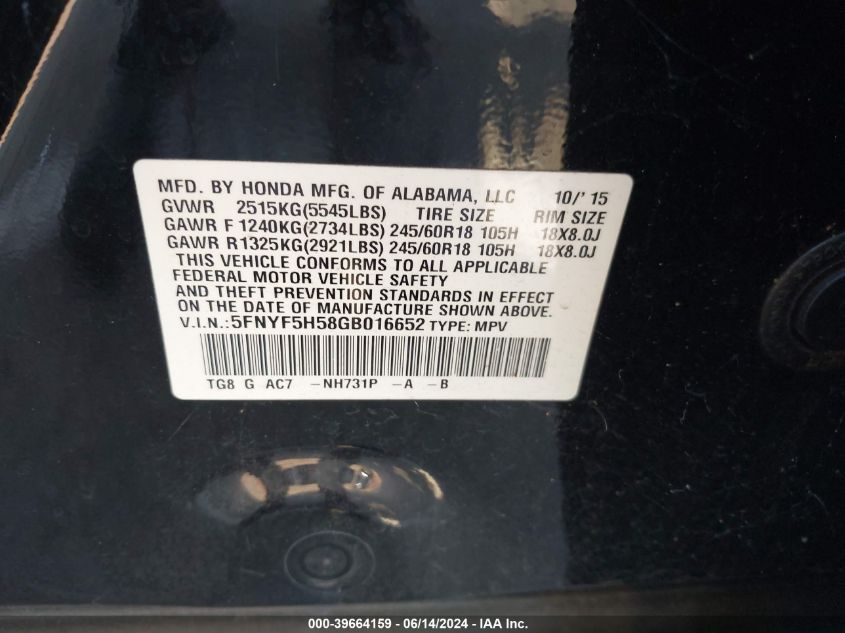 MFD. BY HONDA MFG. OF ALABAMA, LLC 10/'15
GVWR 2515KG(5545LBS) TIRE SIZE RIM SIZE
GAWR F 1240KG(2734LBS) 245/60R18 105H 18X8.0J
GAWR R1325KG(2921LBS) 245/60R18 105H 18X8.0J
THIS VEHICLE CONFORMS TO ALL APPLICABLE
FEDERAL MOTOR VEHICLE SAFETY
AND THEFT PREVENTION STANDARDS IN EFFECT
ON THE DATE OF MANUFACTURE SHOWN ABOVE.
V.I.N.:5FNYF5H58GB016652 TYPE: MPV
TG8 G AC7 -NH731P -A -B
000-39664159 - 06/14/2024 - IAA Inc.